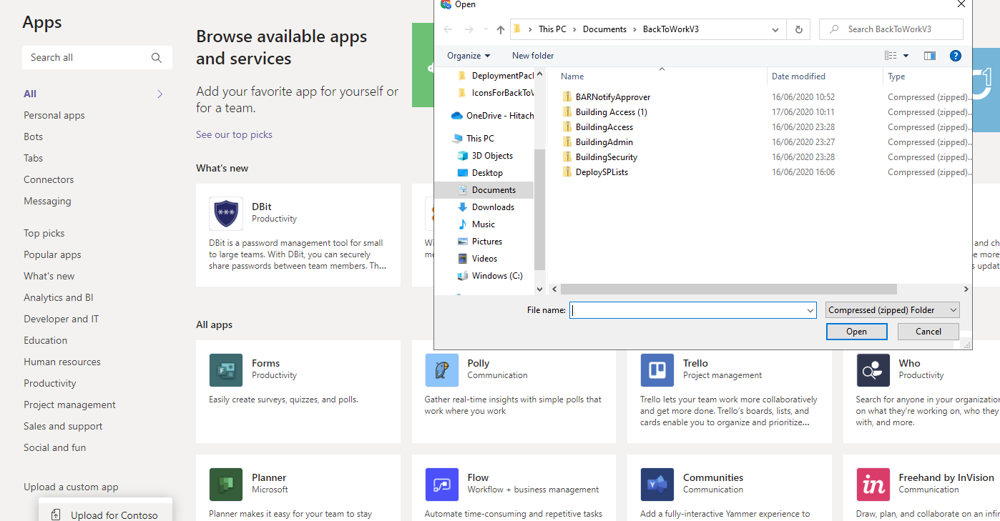 Apps
Search all
All
Personal apps
Bots
Tabs
Connectors
Messaging
Top picks
Popular apps
What's new
Analytics and BI
Developer and IT
Education
Human resources
Productivity
Project management
Sales and support
Social and fun
Upload a custom app
Upload for Contoso
Browse available apps
and services
Add your favorite app for yourself or
for a team.
See our top picks
What's new
DBit
Productivity
DBit is a password management tool for small
to large teams. With DBit, you can securely
share passwords between team members. Th...
Wi
me
and ch
e more
s updat
Open
This PC > Documents > BackToWorkV3
Search BackToWorkV3
Organize
New folder
DeploymentPac
IconsForBackToW
OneDrive - Hitach
This PC
3D Objects
Desktop
Documents
Downloads
Music
Pictures
Videos
Windows (C:)
Name Date modified Type
BARNotifyApprover 16/06/2020 10:52 Compressed (zipped)...
Building Access (1) 17/06/2020 10:11 Compressed (zipped)...
BuildingAccess 16/06/2020 23:28 Compressed (zipped)...
BuildingAdmin 16/06/2020 23:27 Compressed (zipped)...
BuildingSecurity 16/06/2020 23:28 Compressed (zipped)...
DeploySPLists 16/06/2020 16:06 Compressed (zipped)...
File name:
Compressed (zipped) Folder
Open
Cancel
All apps
Forms
Productivity
Easily create surveys, quizzes, and polls.
Polly
Communication
Gather real-time insights with simple polls that
work where you work
Trello
Project management
Trello lets your team work more collaboratively
and get more done. Trello's boards, lists, and
cards enable you to organize and prioritize...
Who
Productivity
Search for anyone in your organization
on what they're working on, who they
with, and more.
Planner
Microsoft
Planner makes it easy for your team to stay
Flow
Workflow + business management
Automate time-consuming and repetitive tasks
Communities
Communication
Add a fully-interactive Yammer experience to
Freehand by InVision
Communication
Draw, plan, and collaborate on an infin